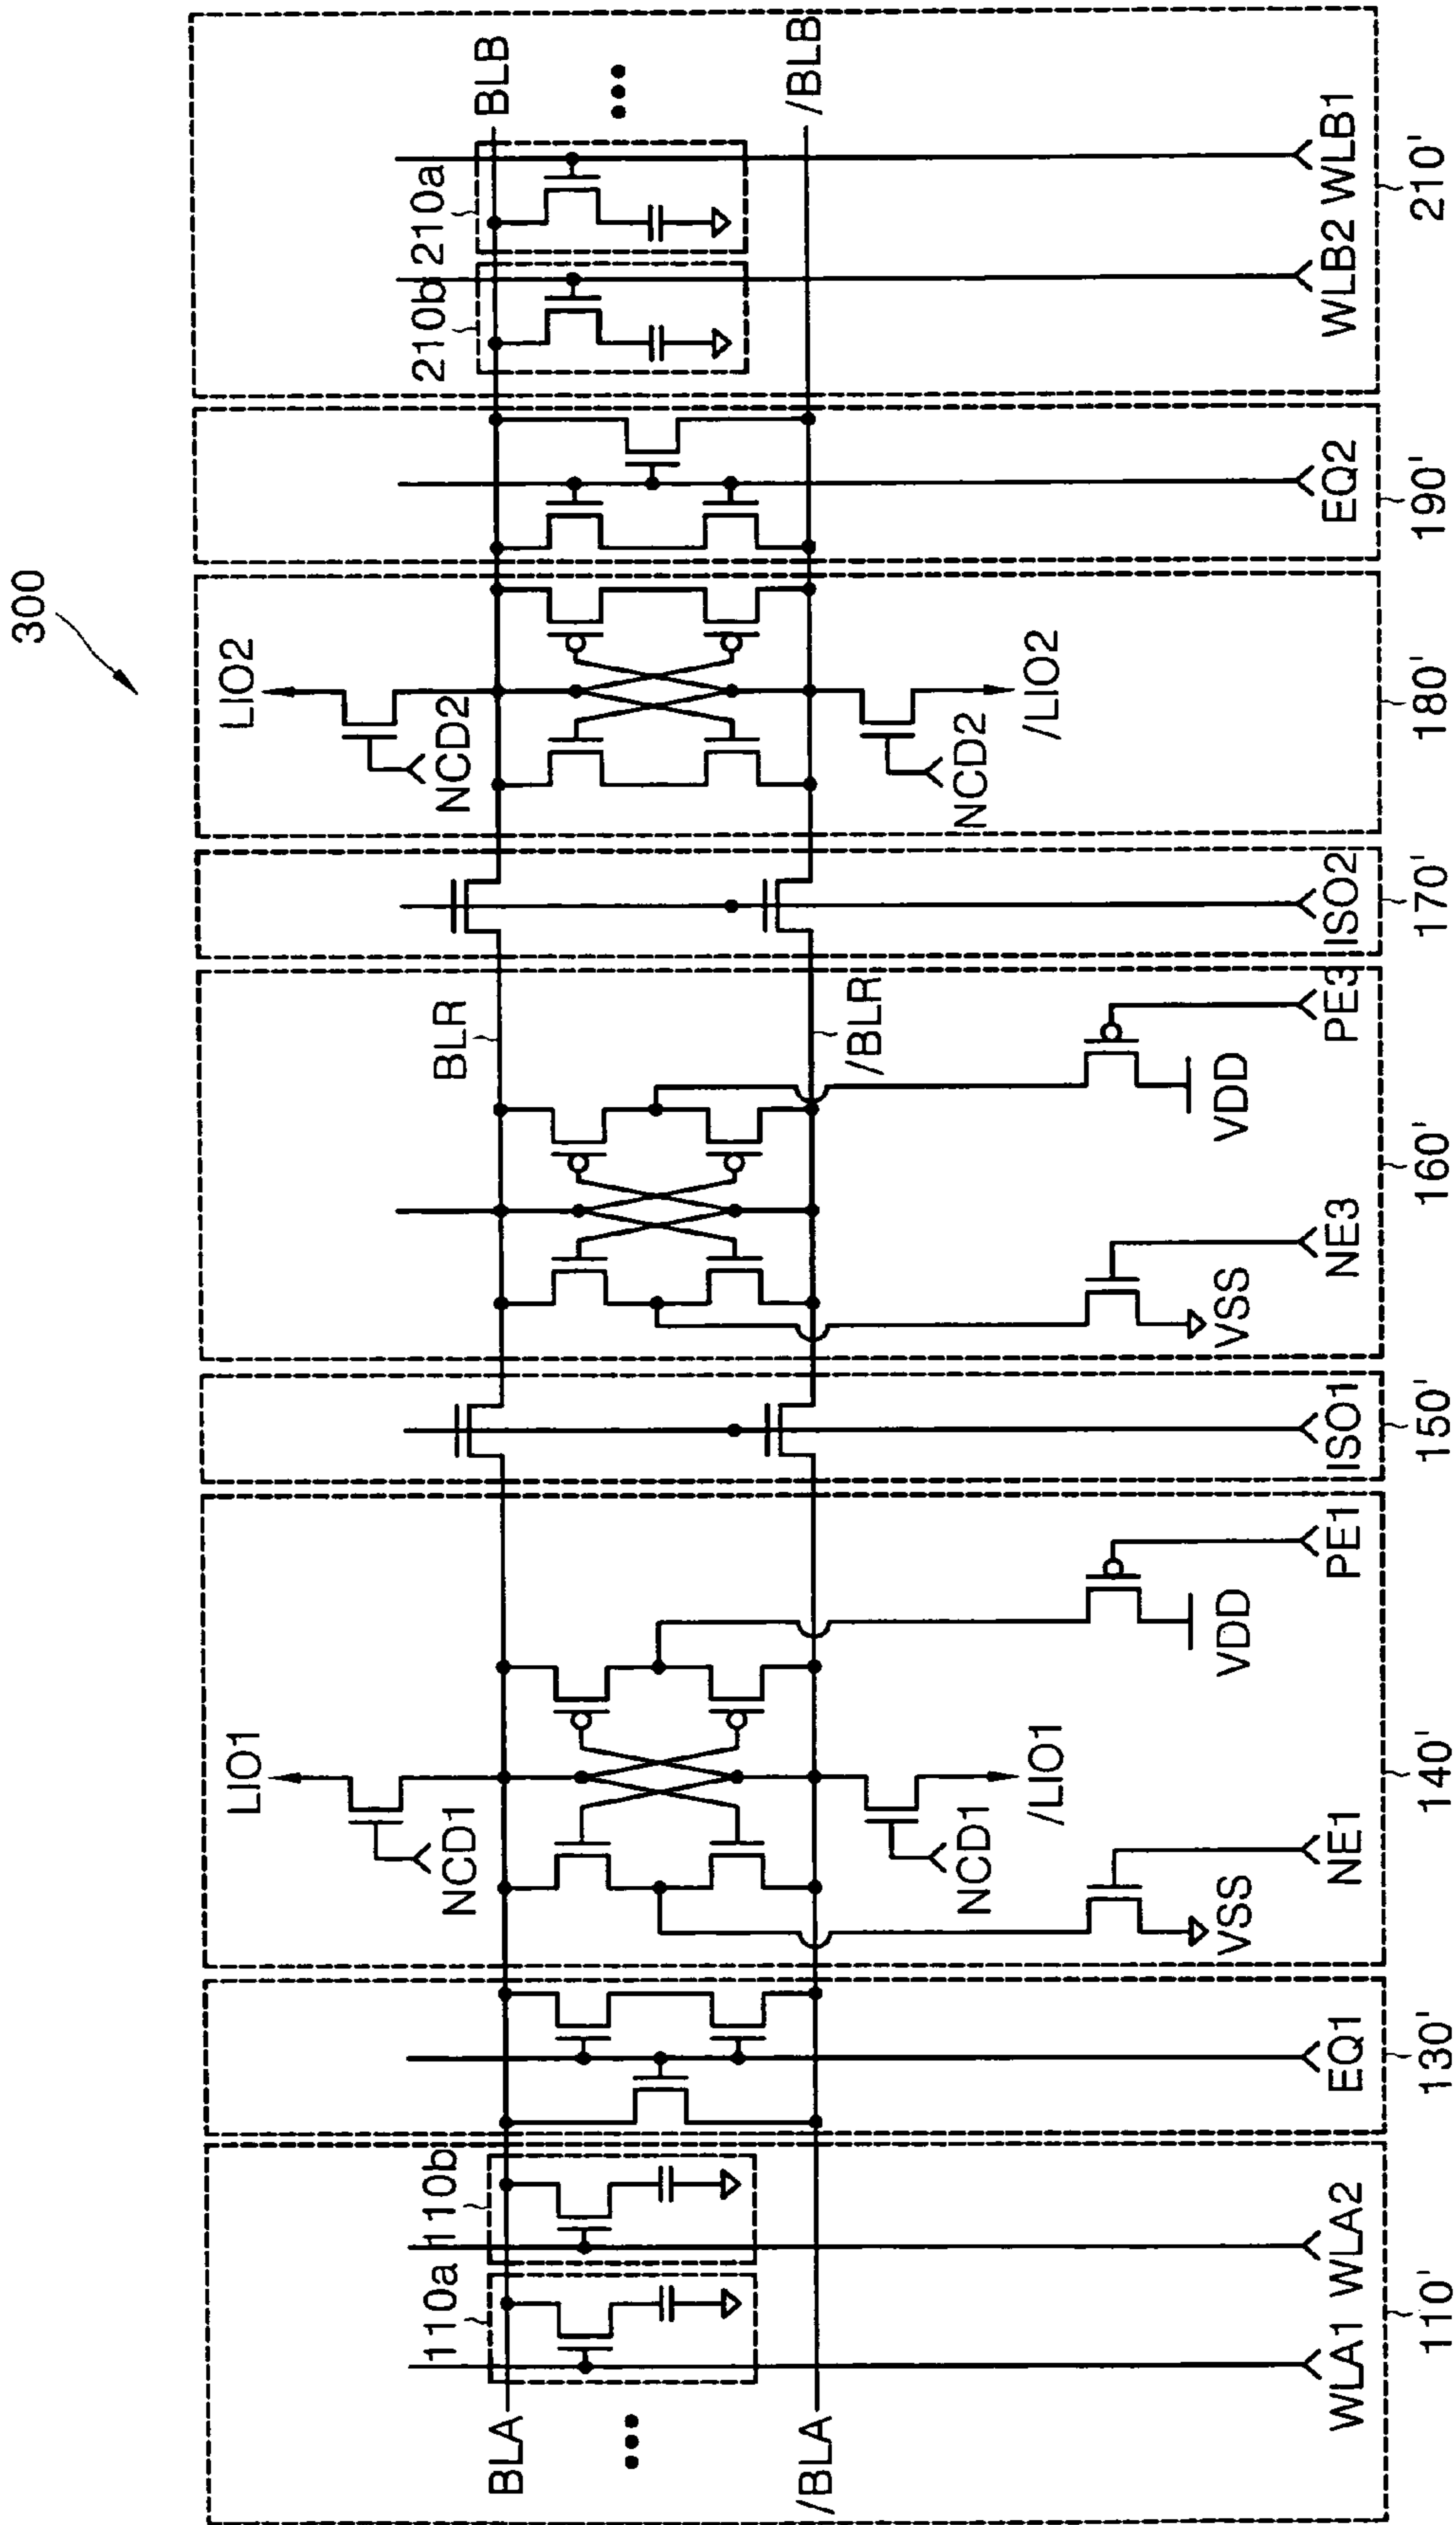 300
LIO1
LIO2
NCD1
NCD2
BLA
110a
110b
BLR
210b
210a
BLB
•••
•••
/BLA
NCD1
/BLR
NCD2
/BLB
/LIO1
/LIO2
VSS
VDD
VSS
VDD
WLA1
WLA2
EQ1
NE1
PE1
ISO1
NE3
PE3
ISO2
EQ2
WLB2
WLB1
110'
130'
140'
150'
160'
170'
180'
190'
210'